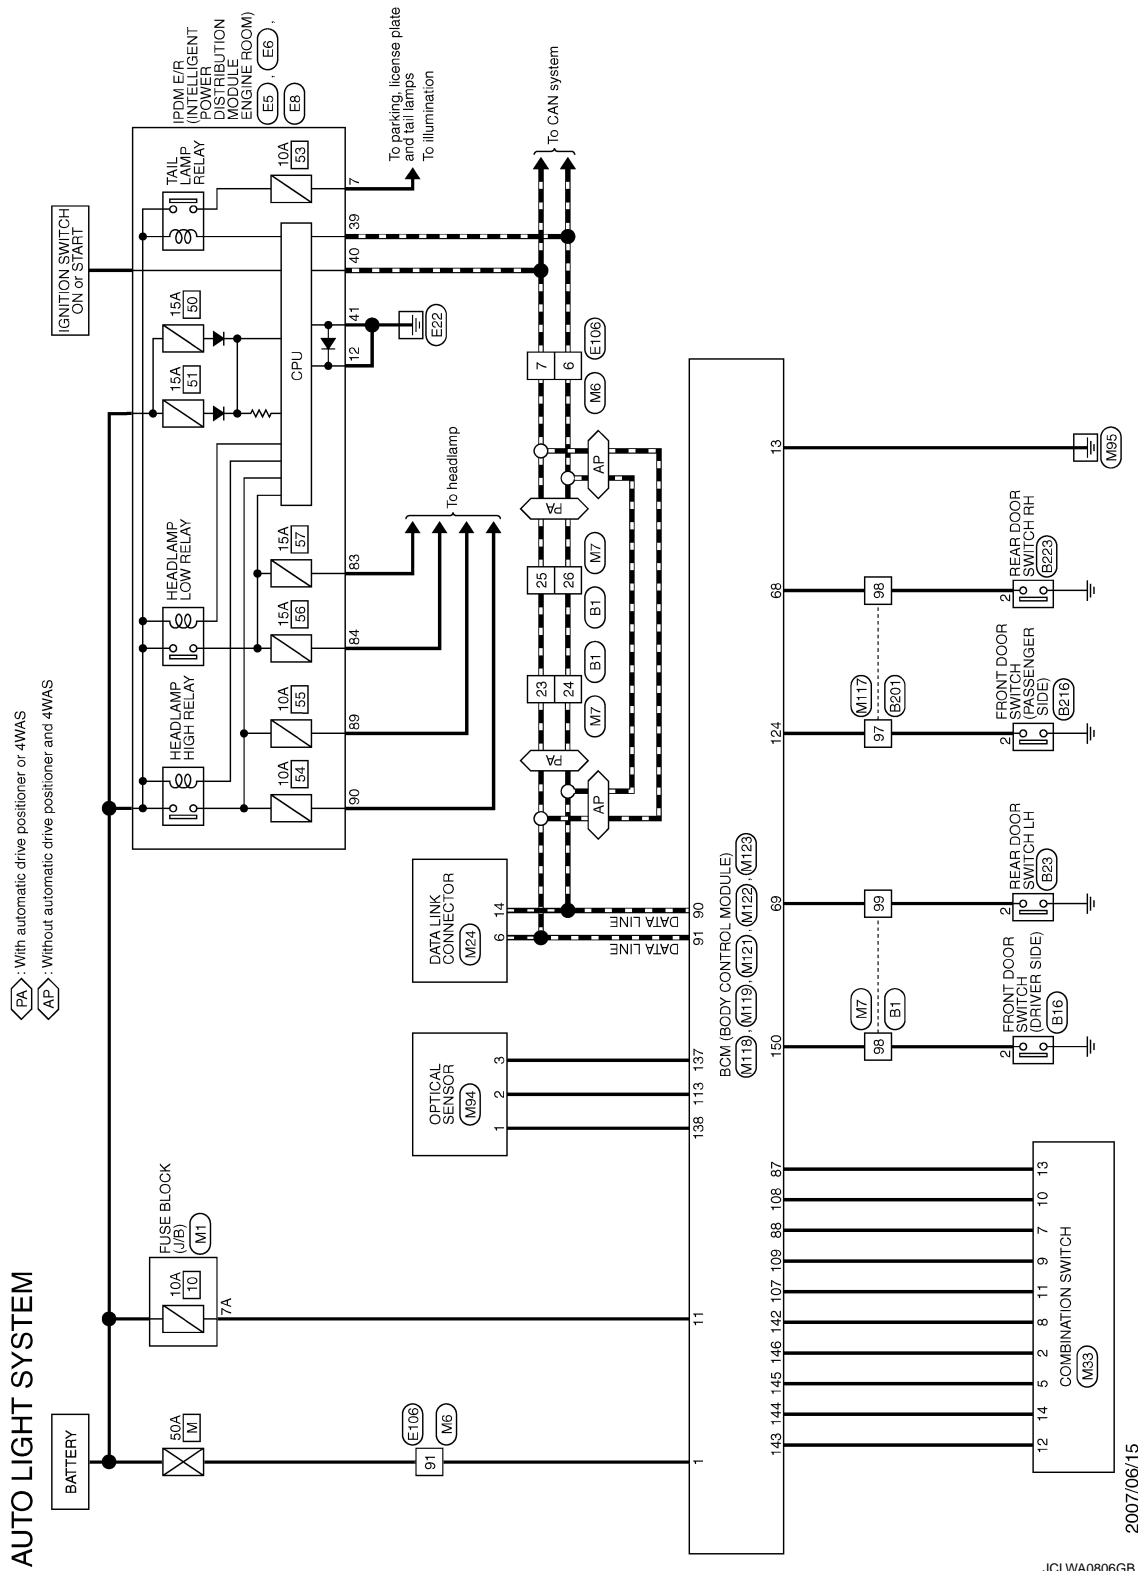 AUTO LIGHT SYSTEM
PA : With automatic drive positioner or 4WAS
AP : Without automatic drive positioner and 4WAS
BATTERY
IGNITION SWITCH
ON or START
50A
M
FUSE BLOCK
(J/B)
M1
10A
10
7A
HEADLAMP
HIGH RELAY
HEADLAMP
LOW RELAY
15A
51
15A
50
TAIL
LAMP
RELAY
IPDM E/R
(INTELLIGENT
POWER
DISTRIBUTION
MODULE
ENGINE ROOM)
E5 , E6 ,
E8
CPU
10A
54
10A
55
15A
56
15A
57
10A
53
90
89
84
83
12
41
40
39
7
E22
To parking, license plate
and tail lamps
To illumination
To headlamp
To CAN system
E106
91
M6
OPTICAL
SENSOR
M94
1
2
3
DATA LINK
CONNECTOR
M24
6
14
DATA LINE
DATA LINE
PA
AP
23
24
M7
B1
25
26
B1
M7
PA
AP
7
6
M6
E106
1
11
138
113
137
91
90
BCM (BODY CONTROL MODULE)
M118 , M119 , M121 , M122 , M123
143
144
145
146
142
107
109
88
108
87
150
69
124
68
13
M7
B1
98
99
M117
B201
97
98
12
14
5
2
8
11
9
7
10
13
COMBINATION SWITCH
M33
2
FRONT DOOR
SWITCH
(DRIVER SIDE)
B16
2
REAR DOOR
SWITCH LH
B23
2
FRONT DOOR
SWITCH
(PASSENGER
SIDE)
B216
2
REAR DOOR
SWITCH RH
B223
M95
2007/06/15
JCLWA0806GB